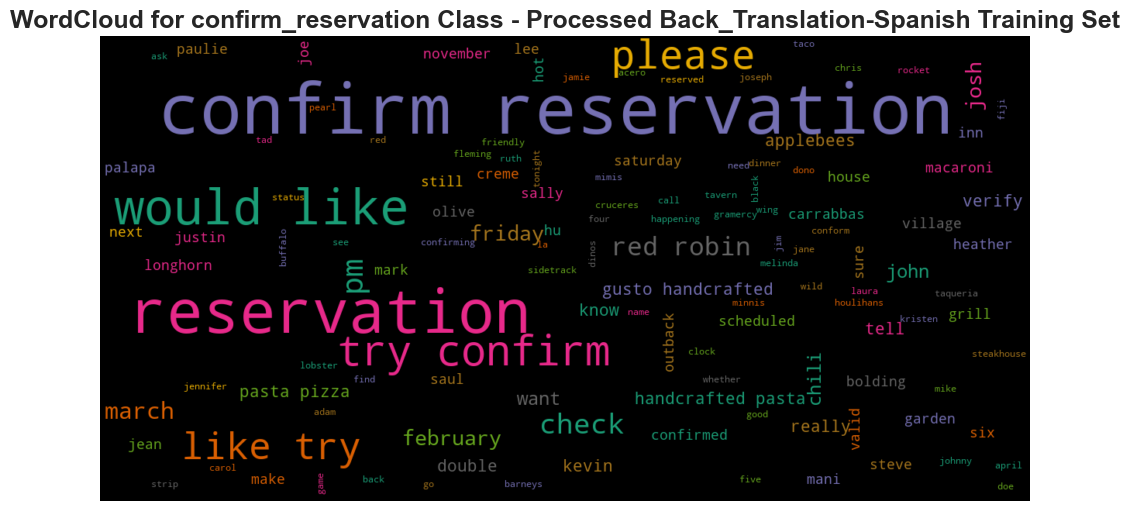 WordCloud for confirm_reservation Class - Processed Back_Translation-Spanish Training Set
ask
paulie
joe
november
lee
hot
please
taco
jamie
acero
reserved
joseph
chris
rocket
josh
fiji
confirm reservation
pearl
tad
red
friendly
fleming
ruth
tonight
applebees
inn
palapa
still
creme
saturday
mimis
need
dinner
dono
house
macaroni
would like
status
sally
olive
cruceres
call
tavern
black
wing
carrabbas
verify
next
justin
buffalo
see
confirming
friday
hu
la
four
happening
gramercy
conform
village
heather
longhorn
pm
mark
sidetrack
dinos
red robin
jim
jane
melinda
sure
john
gusto handcrafted
wild
laura
houlihans
taqueria
reservation
know
name
minnis
kristen
grill
try confirm
outback
scheduled
clock
tell
steakhouse
lobster
find
saul
whether
chili
bolding
jennifer
pasta pizza
want
handcrafted pasta
mike
march
adam
check
good
really
valid
garden
jean
like try
february
confirmed
six
carol
make
game
back
double
kevin
steve
johnny
april
strip
go
barneys
five
mani
doe